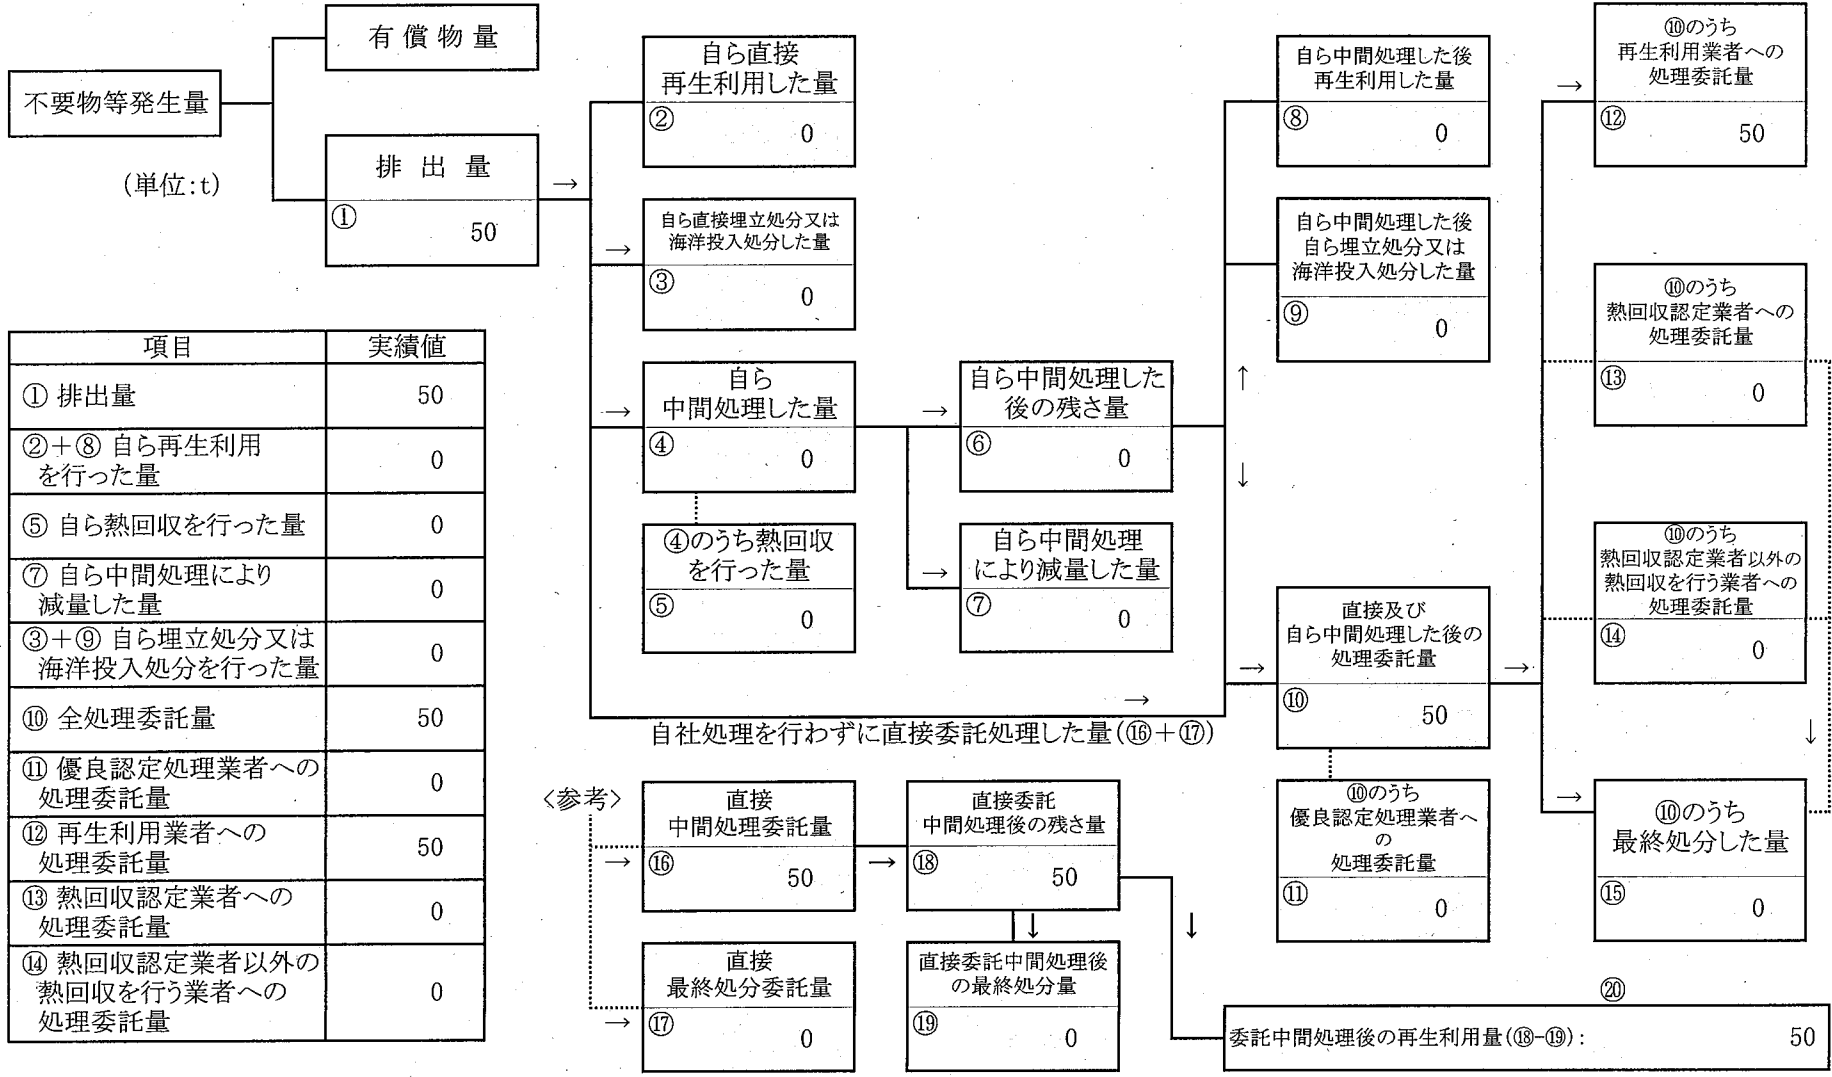 不要物等発生量
(単位:t)
有償物量
排出量
①
50
→
自ら直接
再生利用した量
②
0
→
自ら直接埋立処分又は
海洋投入処分した量
③
0
→
自ら
中間処理した量
④
0
④のうち熱回収
を行った量
⑤
0
→
自ら中間処理した
後の残さ量
⑥
0
→
自ら中間処理
により減量した量
⑦
0
自ら中間処理した後
再生利用した量
⑧
0
自ら中間処理した後
自ら埋立処分又は
海洋投入処分した量
⑨
0
↑
↓
→
自社処理を行わずに直接委託処理した量(⑯+⑰)
→
直接及び
自ら中間処理した後の
処理委託量
⑩
50
→
⑩のうち
優良認定処理業者へ
の
処理委託量
⑪
0
→
⑩のうち
再生利用業者への
処理委託量
⑫
50
⑩のうち
熱回収認定業者への
処理委託量
⑬
0
⑩のうち
熱回収認定業者以外の
熱回収を行う業者への
処理委託量
⑭
0
↓
→
⑩のうち
最終処分した量
⑮
0
項目 実績値
① 排出量 50
②+⑧ 自ら再生利用
を行った量 0
⑤ 自ら熱回収を行った量 0
⑦ 自ら中間処理により
減量した量 0
③+⑨ 自ら埋立処分又は
海洋投入処分を行った量 0
⑩ 全処理委託量 50
⑪ 優良認定処理業者への
処理委託量 0
⑫ 再生利用業者への
処理委託量 50
⑬ 熱回収認定業者への
処理委託量 0
⑭ 熱回収認定業者以外の
熱回収を行う業者への
処理委託量 0
〈参考〉
→
直接
中間処理委託量
⑯
50
→
直接委託
中間処理後の残さ量
⑱
50
→
直接
最終処分委託量
⑰
0
↓
直接委託中間処理後
の最終処分量
⑲
0
↓
⑳
委託中間処理後の再生利用量(⑱-⑲): 50